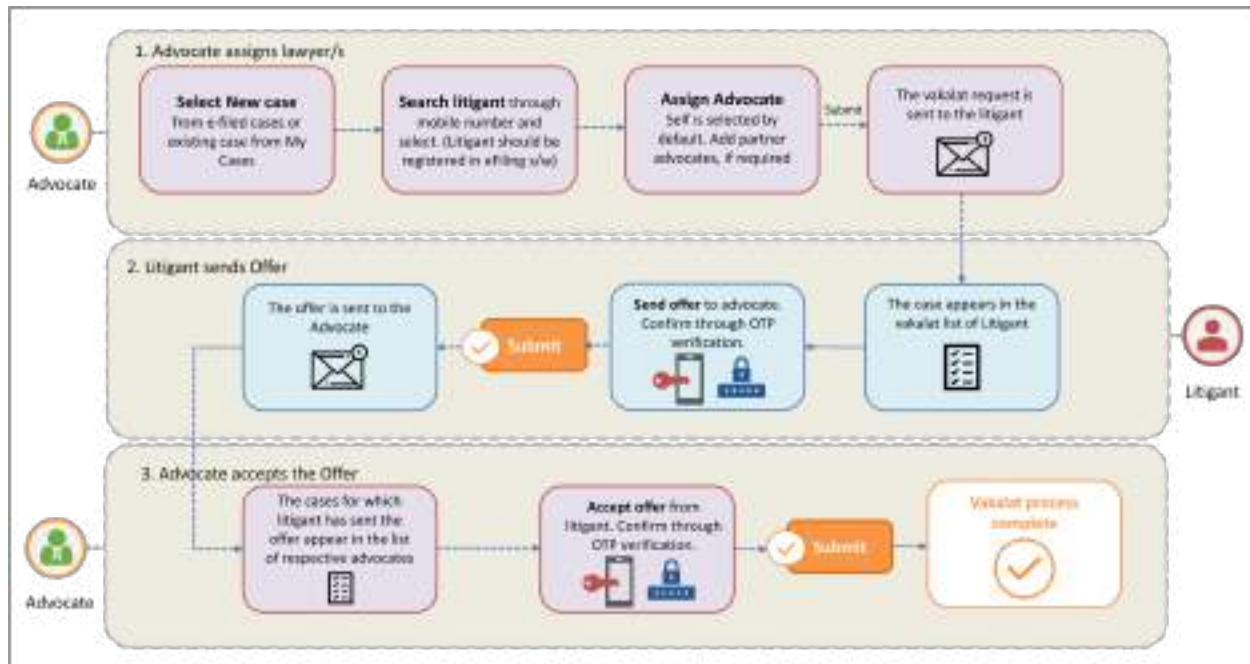 1. Advocate assigns lawyer/s
Select New case
from e-filed cases or
existing case from My
Cases
Search litigant through
mobile number and
select. (Litigant should be
registered in efiling s/w)
Assign Advocate
Self is selected by
default. Add partner
advocates, if required
Submit
The vakalat request is
sent to the litigant
Advocate
2. Litigant sends Offer
The offer is sent to the
Advocate
Submit
Send offer to advocate.
Confirm through OTP
verification.
The case appears in the
vakalat list of Litigant
Litigant
3. Advocate accepts the Offer
The cases for which
litigant has sent the
offer appear in the list
of respective advocates
Accept offer from
litigant. Confirm through
OTP verification.
Submit
Vakalat process
complete
Advocate